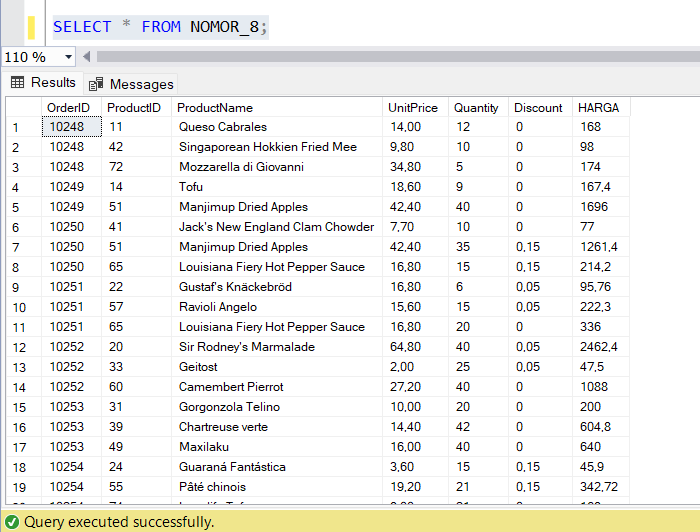 SELECT * FROM NOMOR_8;
110 %
Results Messages
OrderID ProductID ProductName UnitPrice Quantity Discount HARGA
1 10248 11 Queso Cabrales 14,00 12 0 168
2 10248 42 Singaporean Hokkien Fried Mee 9,80 10 0 98
3 10248 72 Mozzarella di Giovanni 34,80 5 0 174
4 10249 14 Tofu 18,60 9 0 167,4
5 10249 51 Manjimup Dried Apples 42,40 40 0 1696
6 10250 41 Jack's New England Clam Chowder 7,70 10 0 77
7 10250 51 Manjimup Dried Apples 42,40 35 0,15 1261,4
8 10250 65 Louisiana Fiery Hot Pepper Sauce 16,80 15 0,15 214,2
9 10251 22 Gustaf's Knäckebröd 16,80 6 0,05 95,76
10 10251 57 Ravioli Angelo 15,60 15 0,05 222,3
11 10251 65 Louisiana Fiery Hot Pepper Sauce 16,80 20 0 336
12 10252 20 Sir Rodney's Marmalade 64,80 40 0,05 2462,4
13 10252 33 Geitost 2,00 25 0,05 47,5
14 10252 60 Camembert Pierrot 27,20 40 0 1088
15 10253 31 Gorgonzola Telino 10,00 20 0 200
16 10253 39 Chartreuse verte 14,40 42 0 604,8
17 10253 49 Maxilaku 16,00 40 0 640
18 10254 24 Guaraná Fantástica 3,60 15 0,15 45,9
19 10254 55 Pâté chinois 19,20 21 0,15 342,72
Query executed successfully.